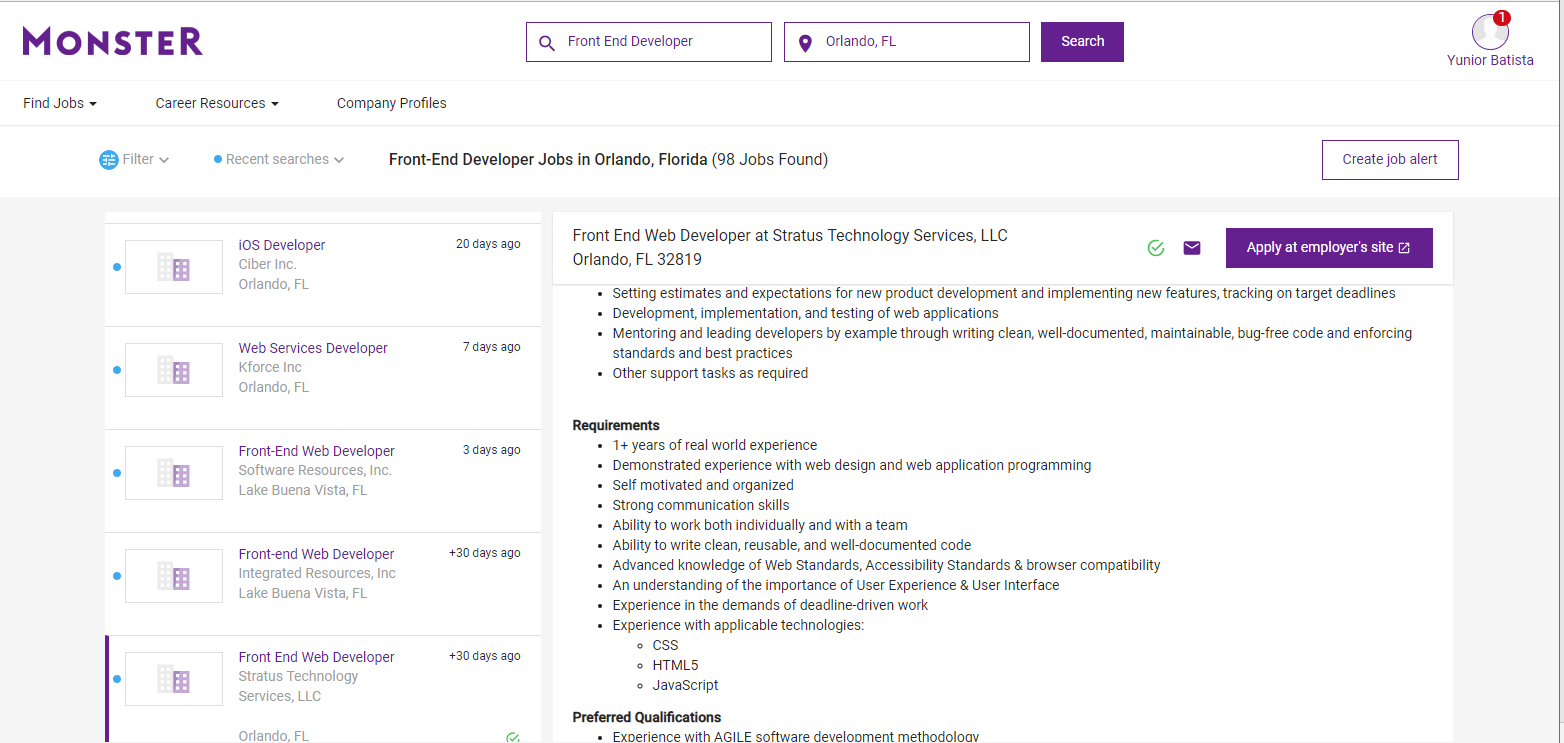 MONSTER
Front End Developer
Orlando, FL
Search
1
Yunior Batista
Find Jobs
Career Resources
Company Profiles
Filter
Recent searches
Front-End Developer Jobs in Orlando, Florida (98 Jobs Found)
Create job alert
iOS Developer
20 days ago
Ciber Inc.
Orlando, FL
Web Services Developer
7 days ago
Kforce Inc
Orlando, FL
Front-End Web Developer
3 days ago
Software Resources, Inc.
Lake Buena Vista, FL
Front-end Web Developer
+30 days ago
Integrated Resources, Inc
Lake Buena Vista, FL
Front End Web Developer
+30 days ago
Stratus Technology
Services, LLC
Orlando, FL
Front End Web Developer at Stratus Technology Services, LLC
Orlando, FL 32819
Apply at employer's site
• Setting estimates and expectations for new product development and implementing new features, tracking on target deadlines
• Development, implementation, and testing of web applications
• Mentoring and leading developers by example through writing clean, well-documented, maintainable, bug-free code and enforcing
standards and best practices
• Other support tasks as required
Requirements
• 1+ years of real world experience
• Demonstrated experience with web design and web application programming
• Self motivated and organized
• Strong communication skills
• Ability to work both individually and with a team
• Ability to write clean, reusable, and well-documented code
• Advanced knowledge of Web Standards, Accessibility Standards & browser compatibility
• An understanding of the importance of User Experience & User Interface
• Experience in the demands of deadline-driven work
• Experience with applicable technologies:
◦ CSS
◦ HTML5
◦ JavaScript
Preferred Qualifications
• Experience with AGILE software development methodology